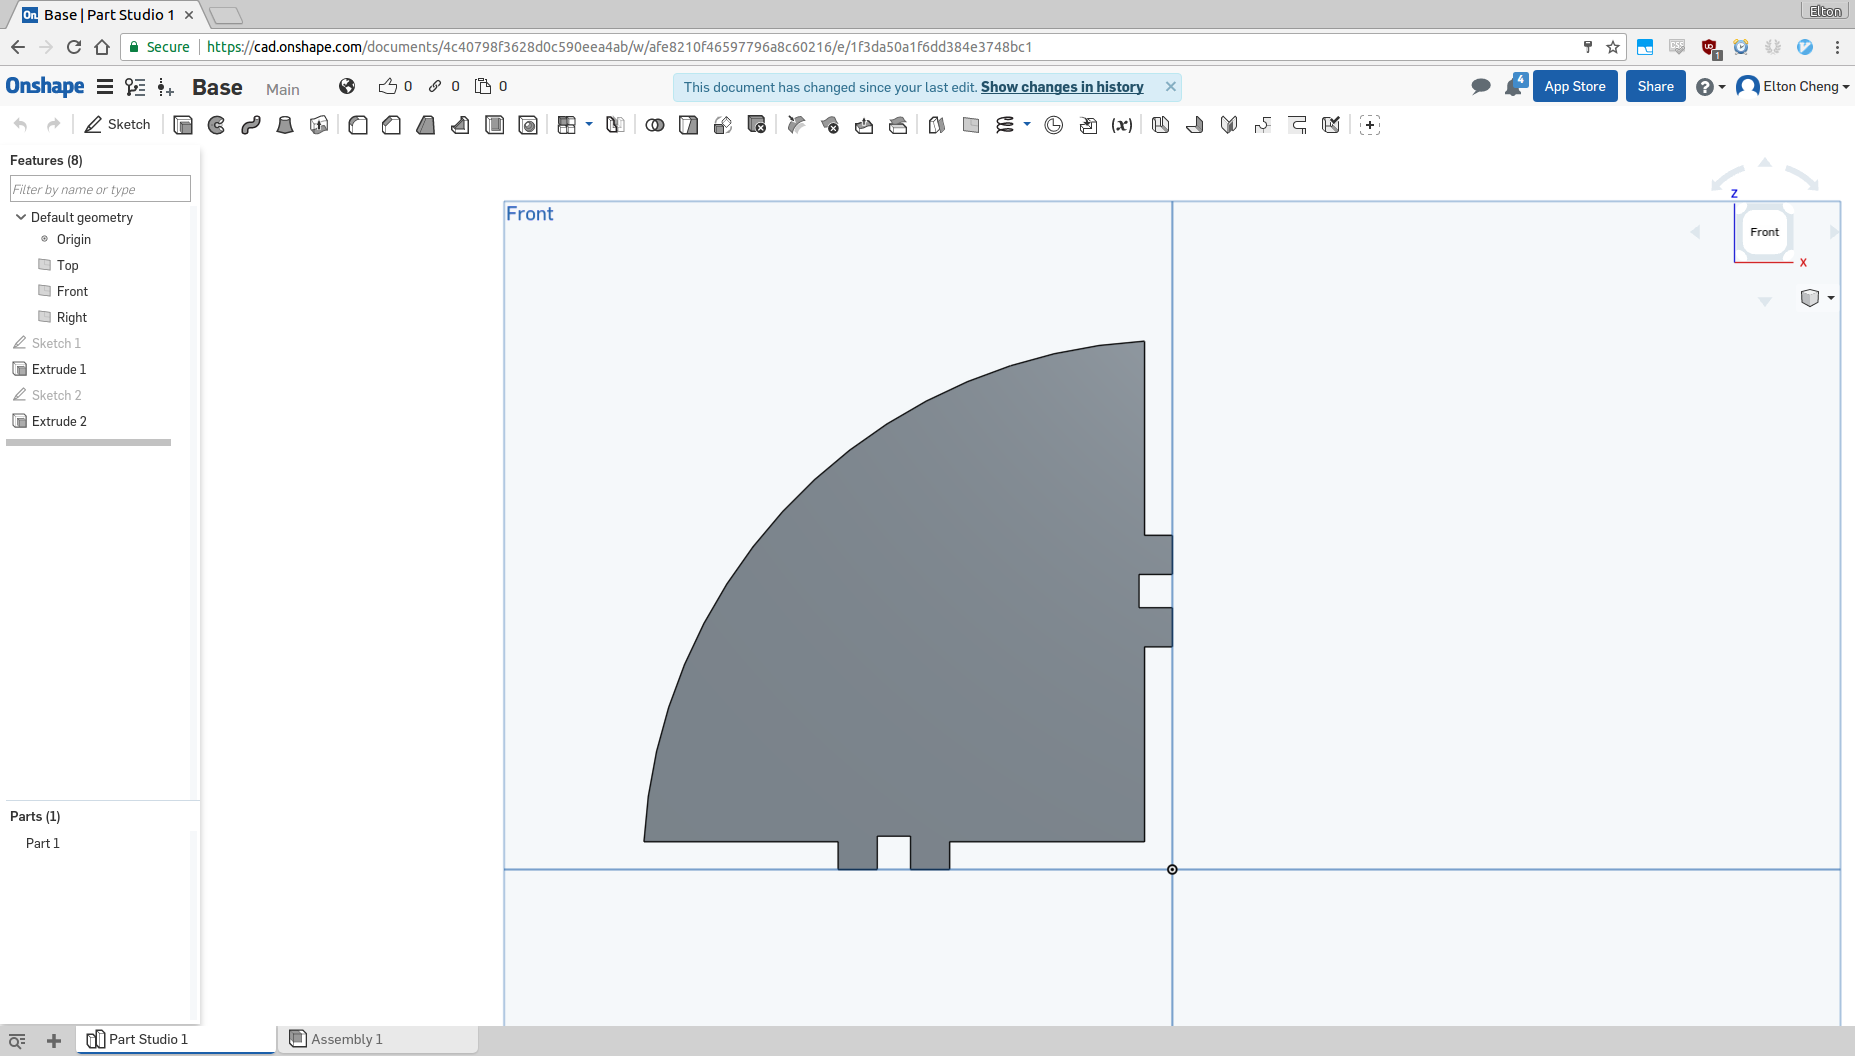 Base | Part Studio 1
Elton
Secure
https://cad.onshape.com/documents/4c40798f3628d0c590eea4ab/w/afe8210f46597796a8c60216/e/1f3da50a1f6dd384e3748bc1
1
Onshape
Base
Main
0
0
0
This document has changed since your last edit. Show changes in history
4
App Store
Share
Elton Cheng
Sketch
(x)
Features (8)
Filter by name or type
Default geometry
Origin
Top
Front
Right
Sketch 1
Extrude 1
Sketch 2
Extrude 2
Front
Z
Front
X
Parts (1)
Part 1
Part Studio 1
Assembly 1